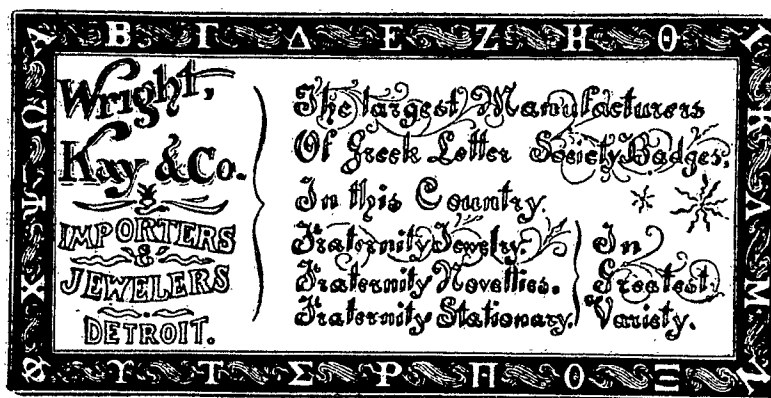 Α Β Γ Δ Ε Ζ Η Θ Ι
Κ
Λ
Μ
Ν
Ξ Ο Π Ρ Σ Τ Υ Φ
Χ
Ψ
Ω
Wright,
Kay & Co.
IMPORTERS
&
JEWELERS
DETROIT.
The largest Manufacturers
Of Greek Letter Society Badges.
In this Country.
Fraternity Jewelry.
Fraternity Novelties.
Fraternity Stationary.
In
Greatest
Variety.